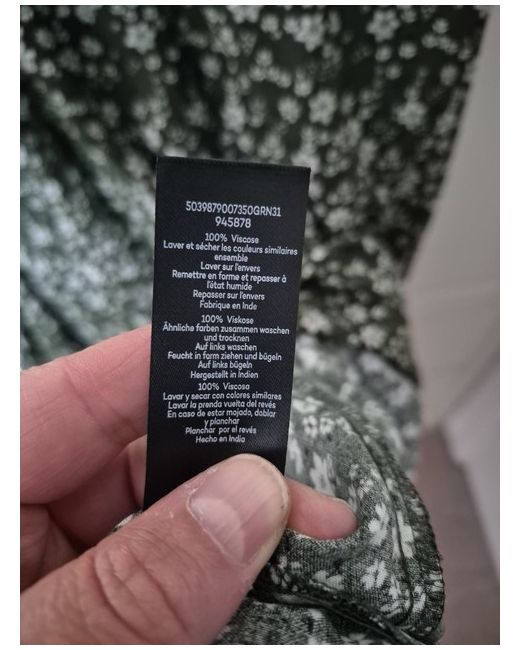 5039879007350GRN31
945878
100% Viscose
Laver et sécher les couleurs similaires
ensemble
Laver sur l'envers
Remettre en forme et repasser à
l'état humide
Repasser sur l'envers
Fabrique en Inde
100% Viskose
Ähnliche farben zusammen waschen
und trocknen
Auf links waschen
Feucht in form ziehen und bügeln
Auf links bügeln
Hergestellt in Indien
100% Viscosa
Lavar y secar con colores similares
Lavar la prenda vuelta del revés
En caso de estar mojado, doblar
y planchar
Planchar por el revés
Hecho en India